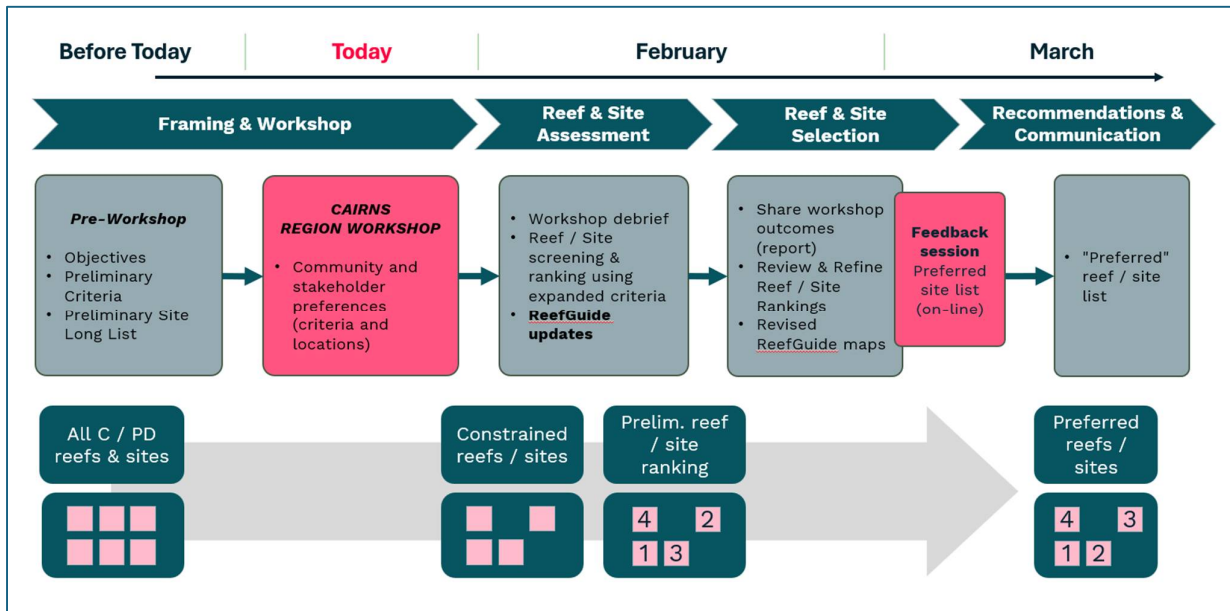 Before Today
Today
February
March
Framing & Workshop
Reef & Site
Assessment
Reef & Site
Selection
Recommendations &
Communication
Pre-Workshop
• Objectives
• Preliminary
Criteria
• Preliminary Site
Long List
CAIRNS
REGION WORKSHOP
• Community and
stakeholder
preferences
(criteria and
locations)
• Workshop debrief
• Reef / Site
screening &
ranking using
expanded criteria
• ReefGuide
updates
• Share workshop
outcomes
(report)
• Review & Refine
Reef / Site
Rankings
• Revised
ReefGuide maps
Feedback
session
Preferred
site list
(on-line)
• "Preferred"
reef / site
list
All C / PD
reefs & sites
Constrained
reefs / sites
Prelim. reef
/ site
ranking
Preferred
reefs /
sites
4 2
1 3
4 3
1 2